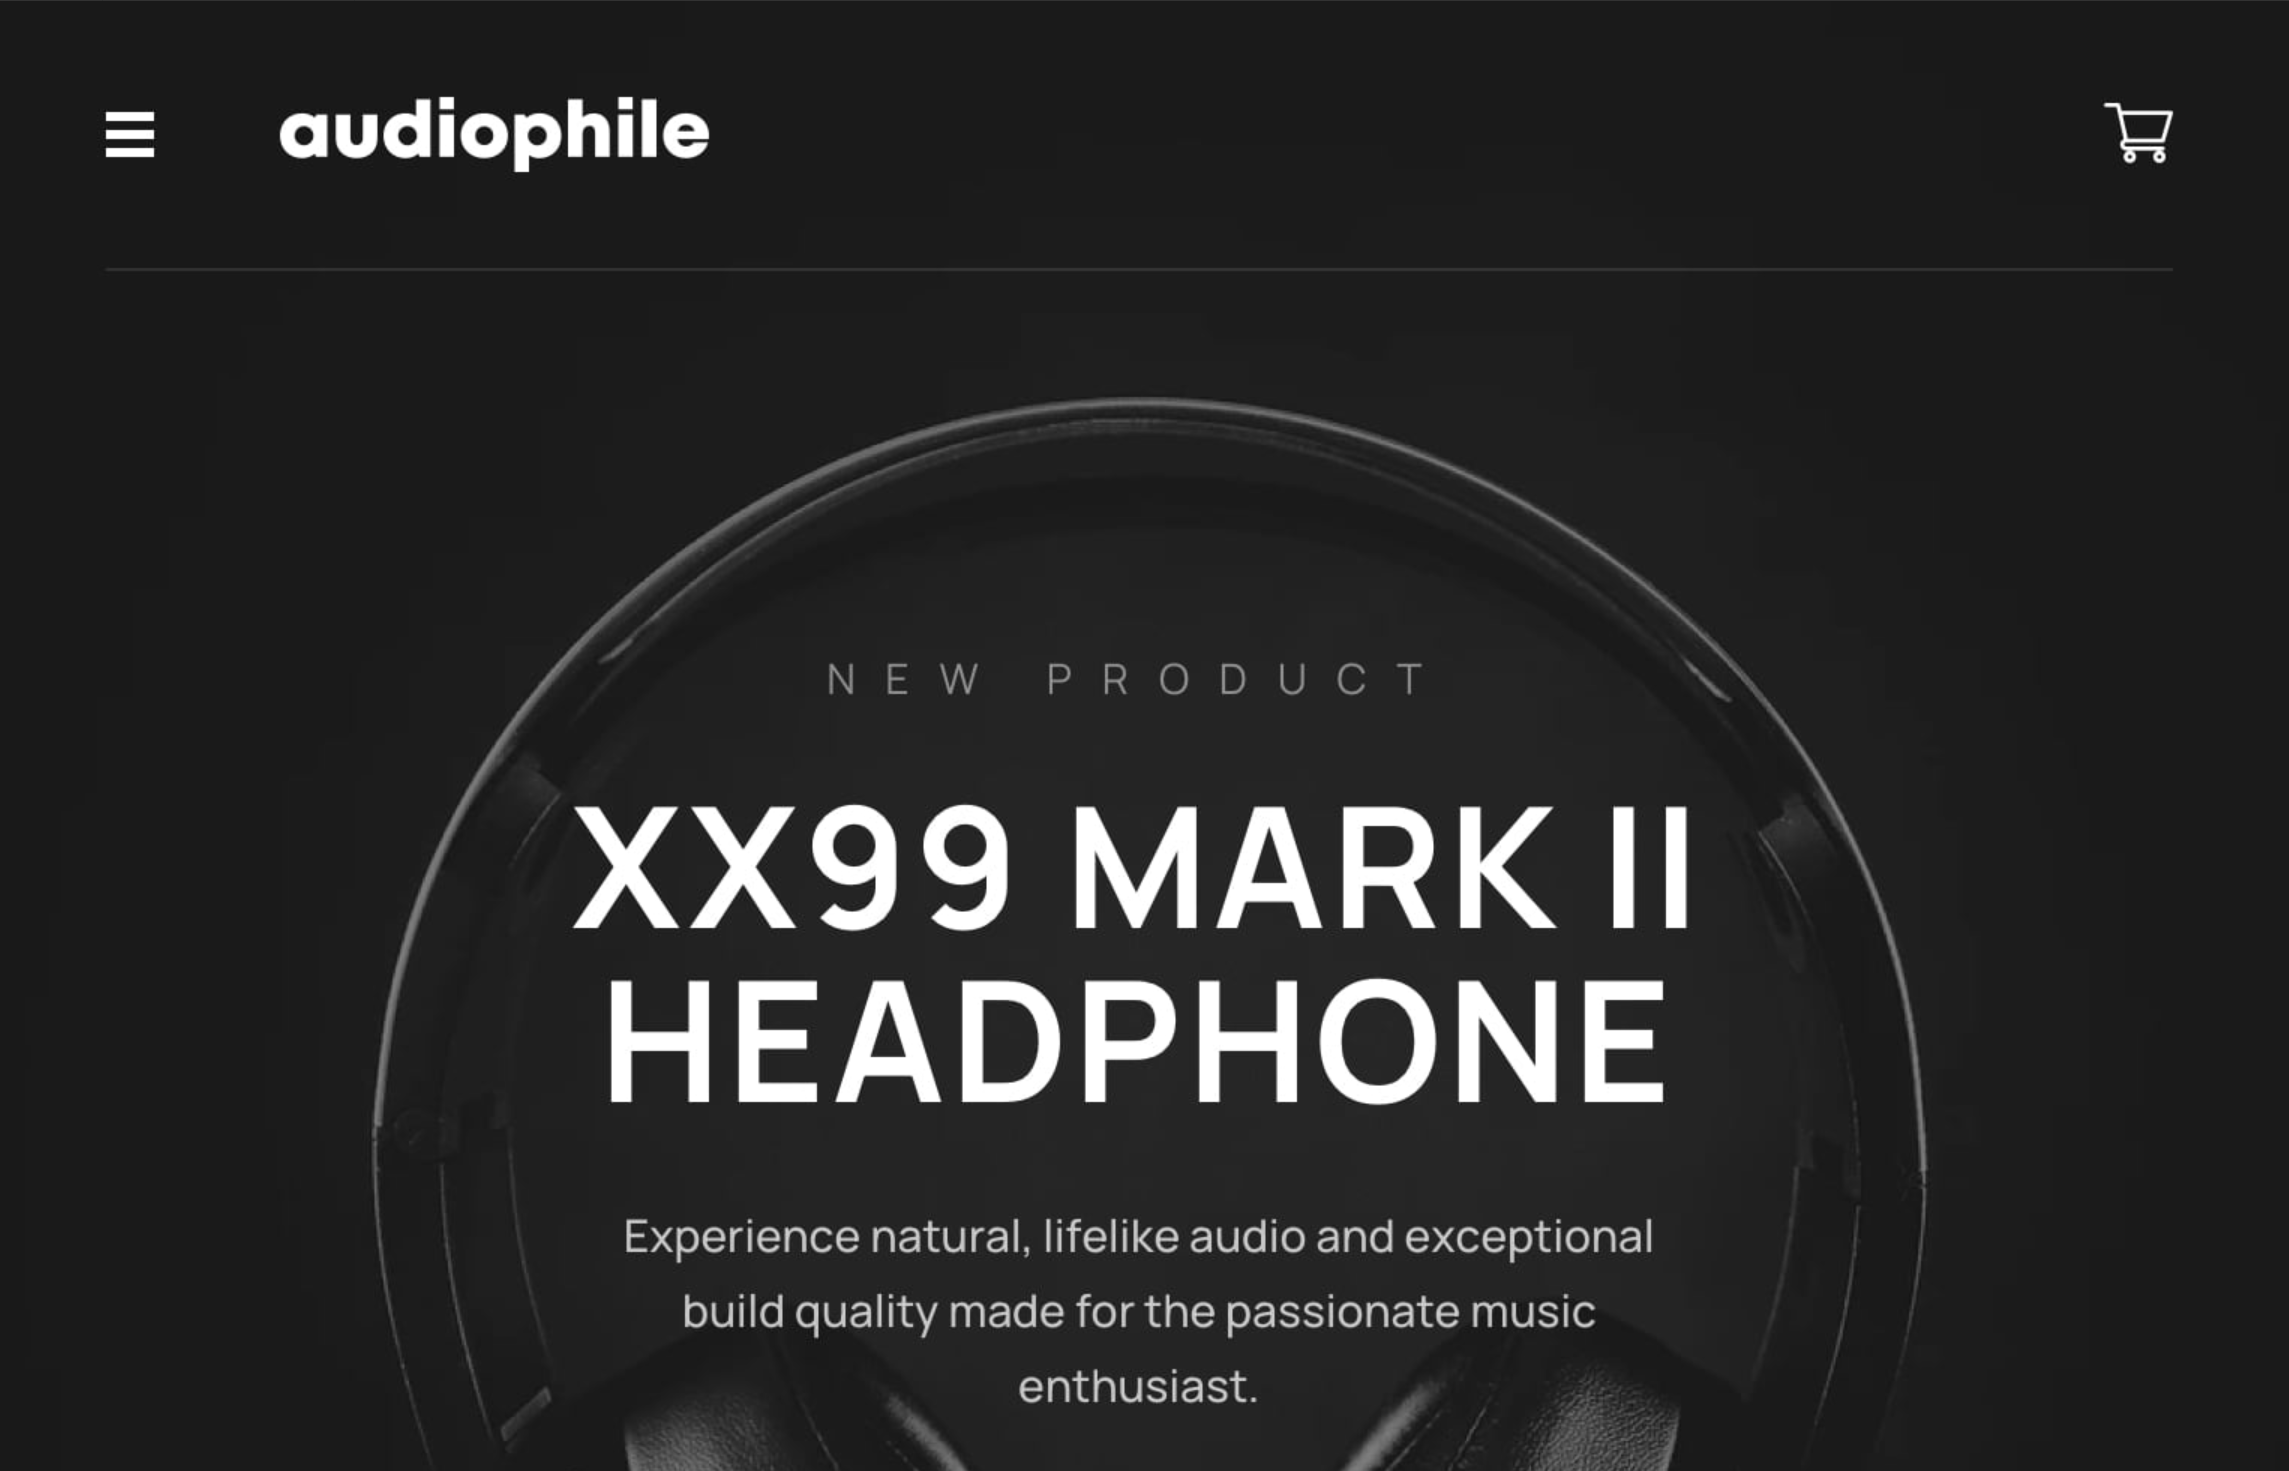 audiophile
NEW PRODUCT
XX99 MARK II
HEADPHONE
Experience natural, lifelike audio and exceptional
build quality made for the passionate music
enthusiast.